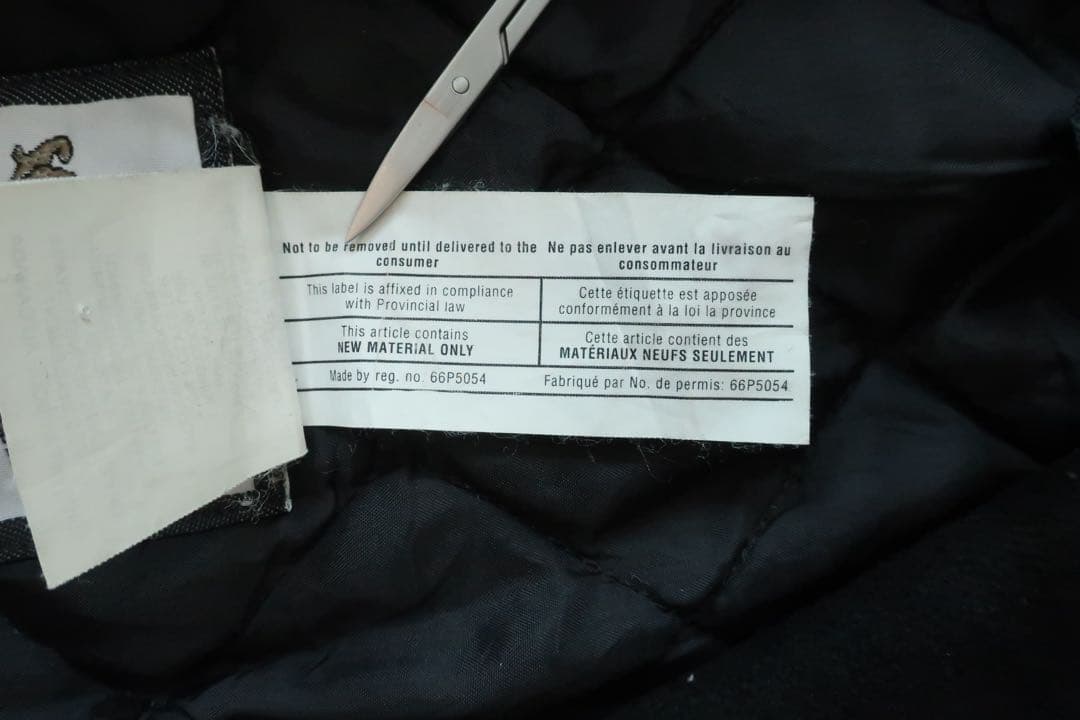 Not to be removed until delivered to the
consumer
Ne pas enlever avant la livraison au
consommateur
This label is affixed in compliance
with Provincial law
Cette étiquette est apposée
conformément à la loi la province
This article contains
NEW MATERIAL ONLY
Cette article contient des
MATÉRIAUX NEUFS SEULEMENT
Made by reg. no. 66P5054
Fabriqué par No. de permis: 66P5054